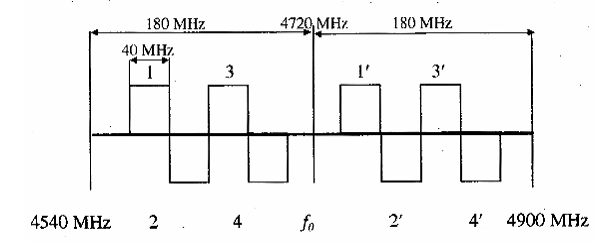 180 MHz 4720 MHz 180 MHz
40 MHz
1 3 1′ 3′
4540 MHz 2 4 f0 2′ 4′ 4900 MHz